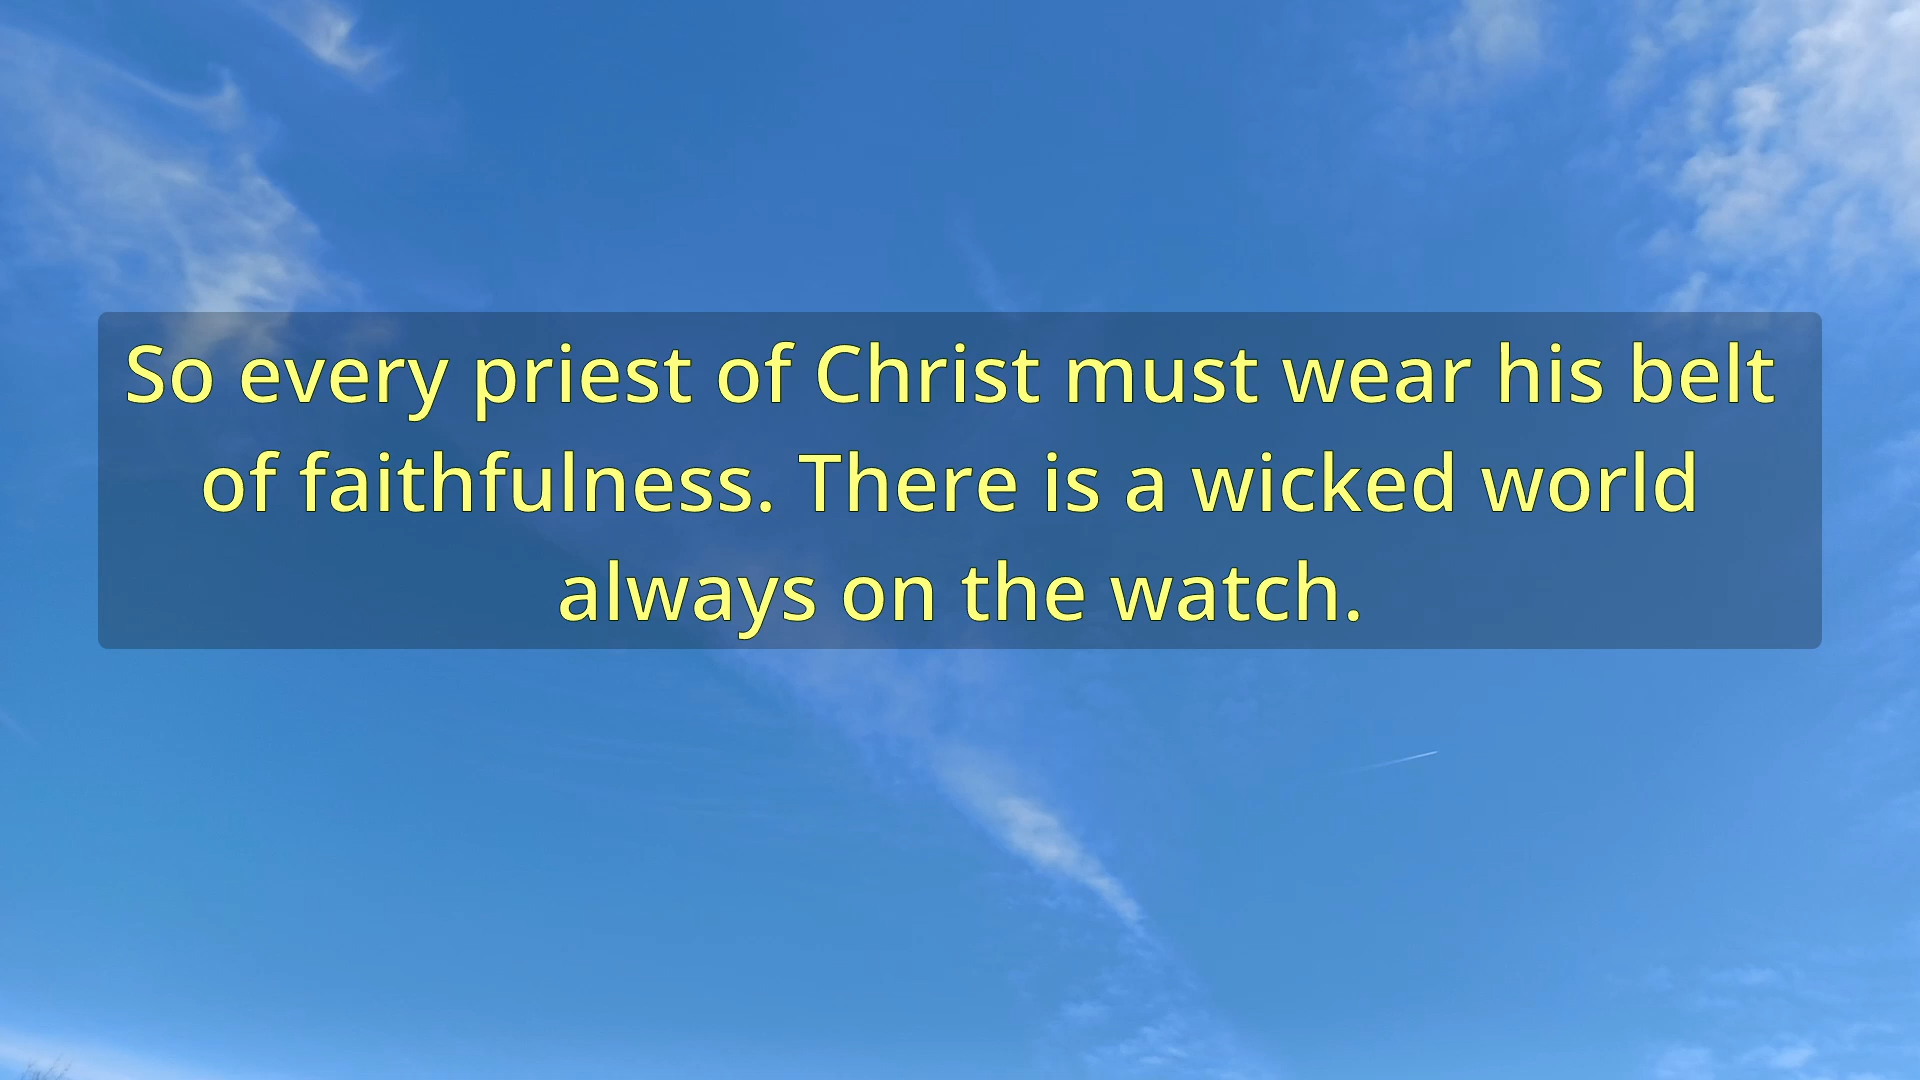 So every priest of Christ must wear his belt
of faithfulness. There is a wicked world
always on the watch.